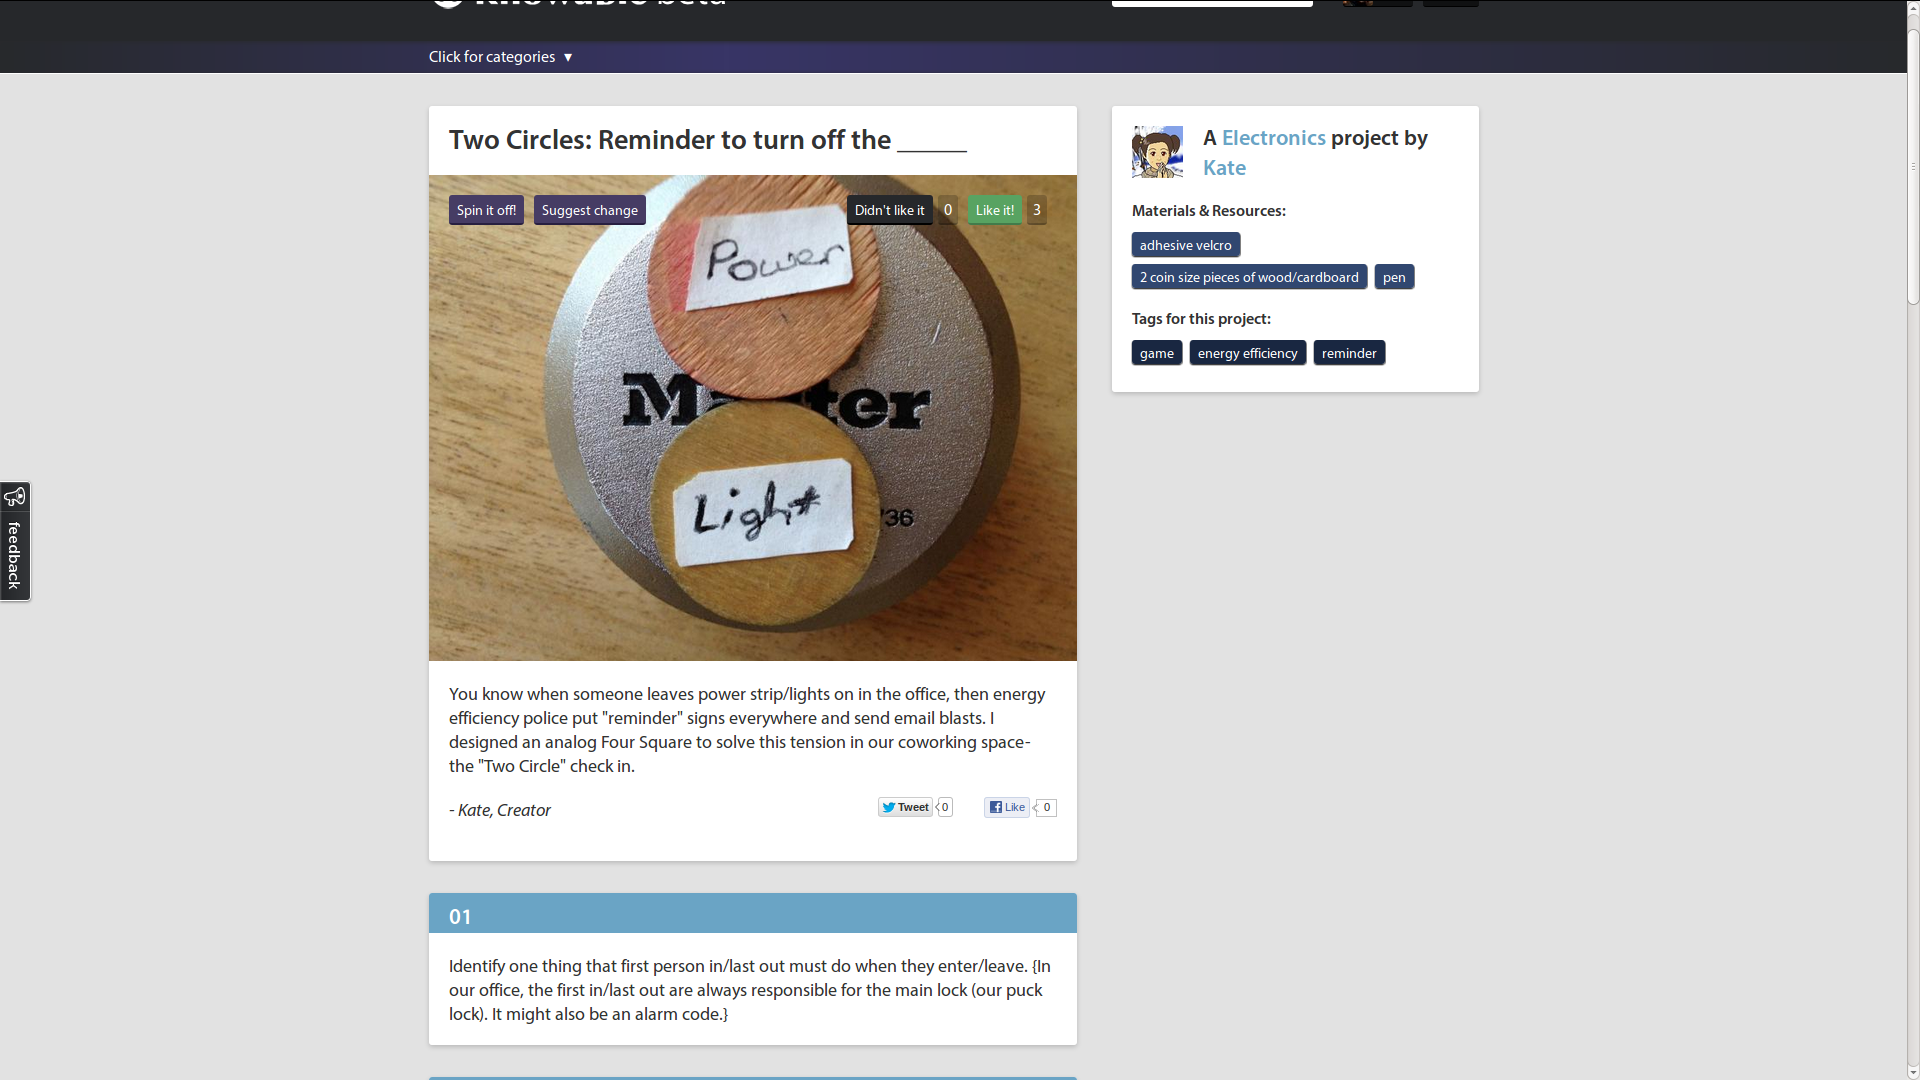 Click for categories ▼
Two Circles: Reminder to turn off the _____
Spin it off!
Suggest change
Didn't like it
0
Like it!
3
Power
Master
Light
736
You know when someone leaves power strip/lights on in the office, then energy
efficiency police put "reminder" signs everywhere and send email blasts. I
designed an analog Four Square to solve this tension in our coworking space-
the "Two Circle" check in.
- Kate, Creator
Tweet
0
Like
0
01
Identify one thing that first person in/last out must do when they enter/leave. {In
our office, the first in/last out are always responsible for the main lock (our puck
lock). It might also be an alarm code.}
A Electronics project by
Kate
Materials & Resources:
adhesive velcro
2 coin size pieces of wood/cardboard
pen
Tags for this project:
game
energy efficiency
reminder
feedback